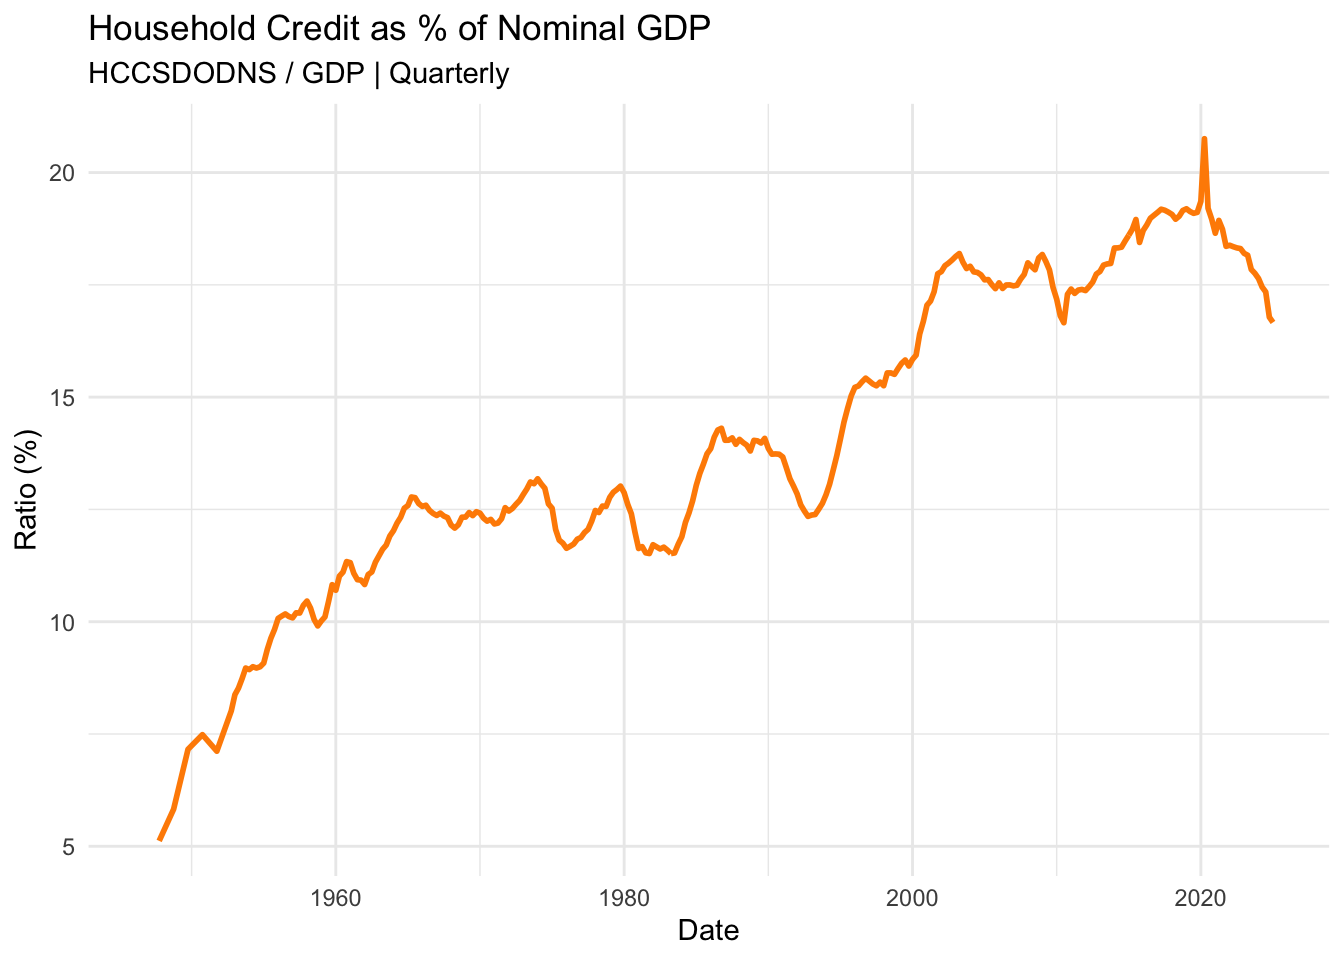 Household Credit as % of Nominal GDP
HCCSDODNS / GDP | Quarterly
20
15
10
5
Ratio (%)
1960 1980 2000 2020
Date